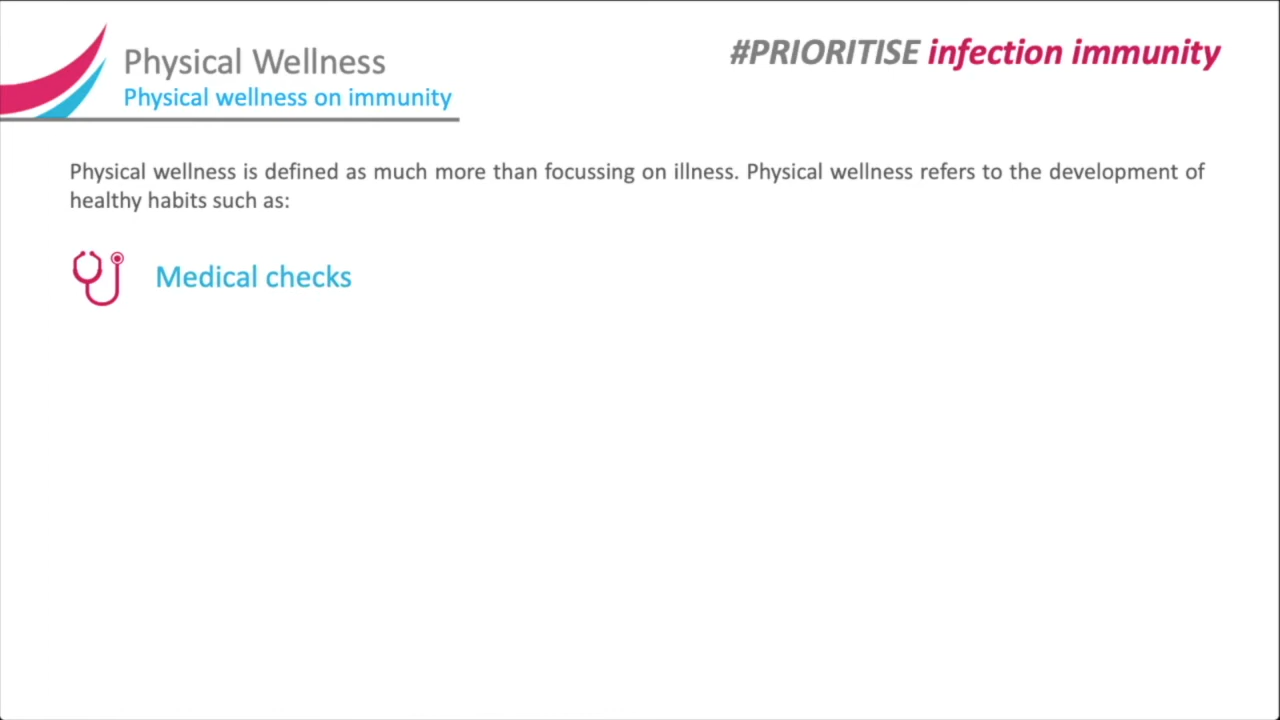 Physical Wellness
Physical wellness on immunity
#PRIORITISE infection immunity
Physical wellness is defined as much more than focussing on illness. Physical wellness refers to the development of
healthy habits such as:
Medical checks